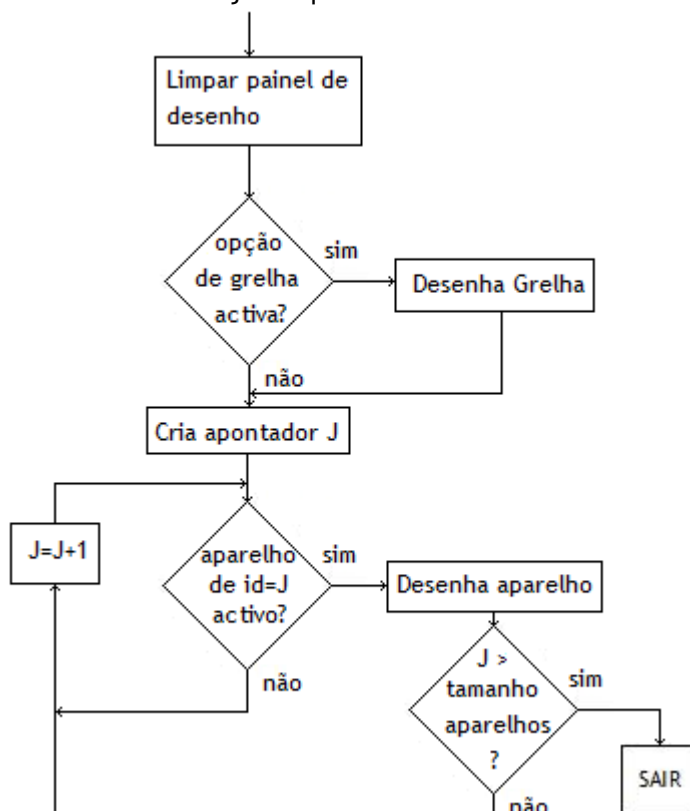 Limpar painel de
desenho
opção
de grelha
activa?
sim
Desenha Grelha
não
Cria apontador J
J=J+1
aparelho
de id=J
activo?
sim
Desenha aparelho
não
J >
tamanho
aparelhos
?
sim
SAIR
não